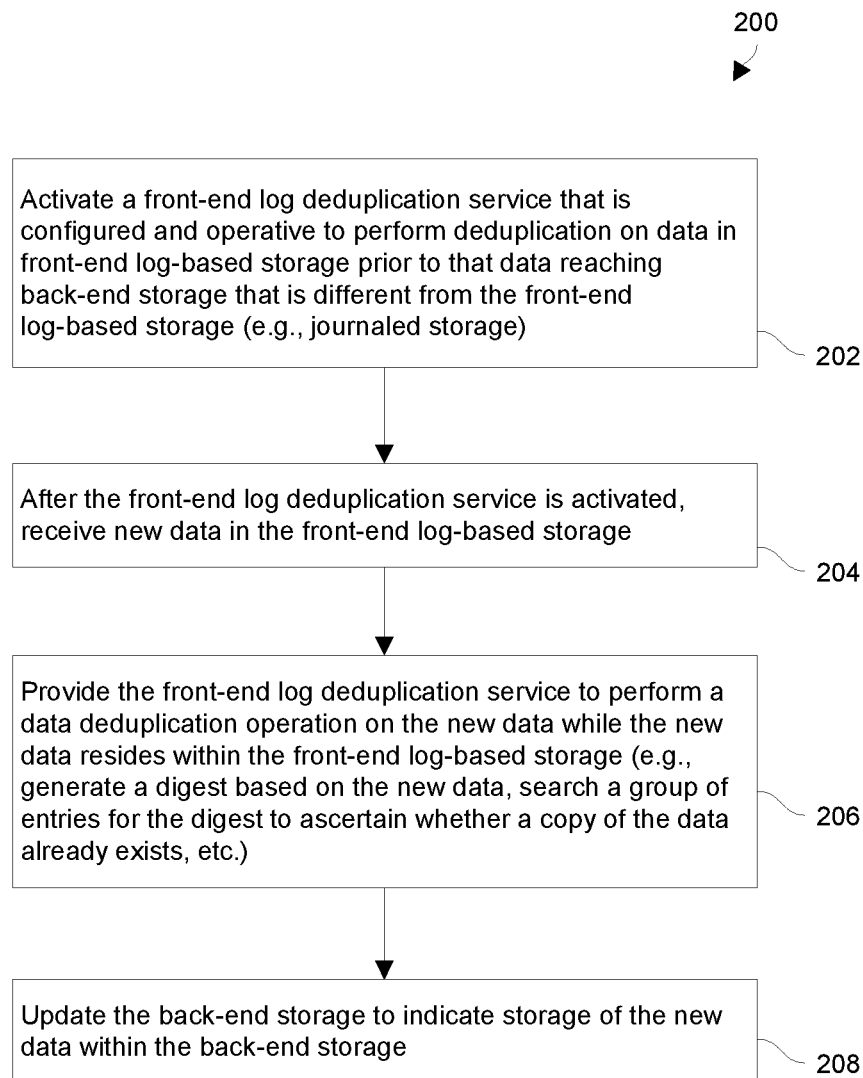 200
Activate a front-end log deduplication service that is
configured and operative to perform deduplication on data in
front-end log-based storage prior to that data reaching
back-end storage that is different from the front-end
log-based storage (e.g., journaled storage)
202
After the front-end log deduplication service is activated,
receive new data in the front-end log-based storage
204
Provide the front-end log deduplication service to perform a
data deduplication operation on the new data while the new
data resides within the front-end log-based storage (e.g.,
generate a digest based on the new data, search a group of
entries for the digest to ascertain whether a copy of the data
already exists, etc.)
206
Update the back-end storage to indicate storage of the new
data within the back-end storage
208